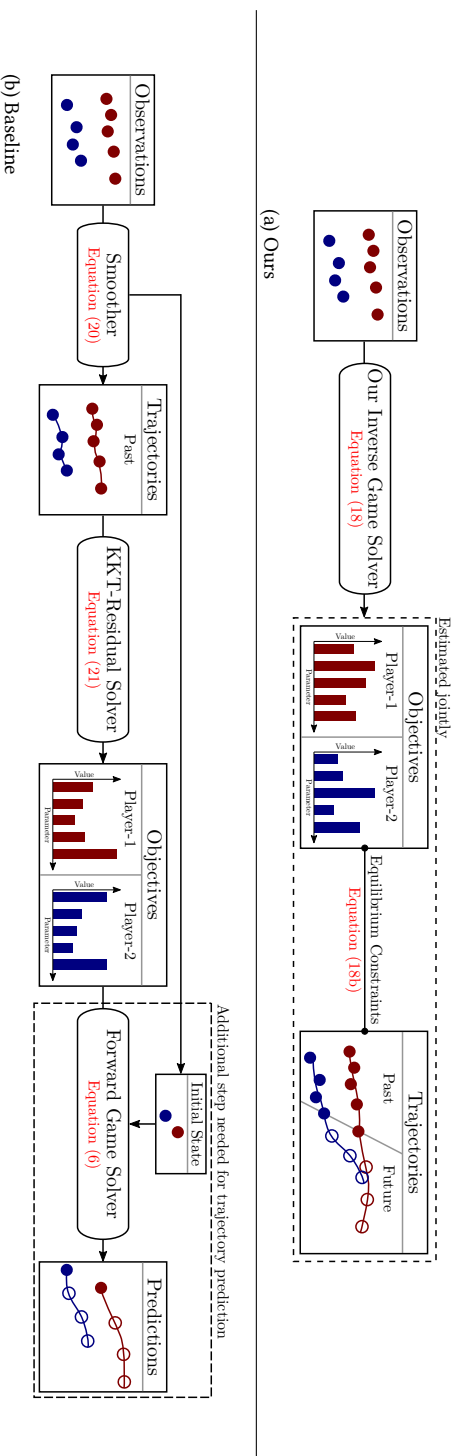 Observations
Our Inverse Game Solver
Equation (18)
Estimated jointly
Objectives
Player-1
Value
Parameter
Player-2
Value
Parameter
Equilibrium Constraints
Equation (18b)
Trajectories
Past
Future
(a) Ours
Observations
Smoother
Equation (20)
Trajectories
Past
KKT-Residual Solver
Equation (21)
Objectives
Player-1
Value
Parameter
Player-2
Value
Parameter
Additional step needed for trajectory prediction
Initial State
Forward Game Solver
Equation (6)
Predictions
(b) Baseline